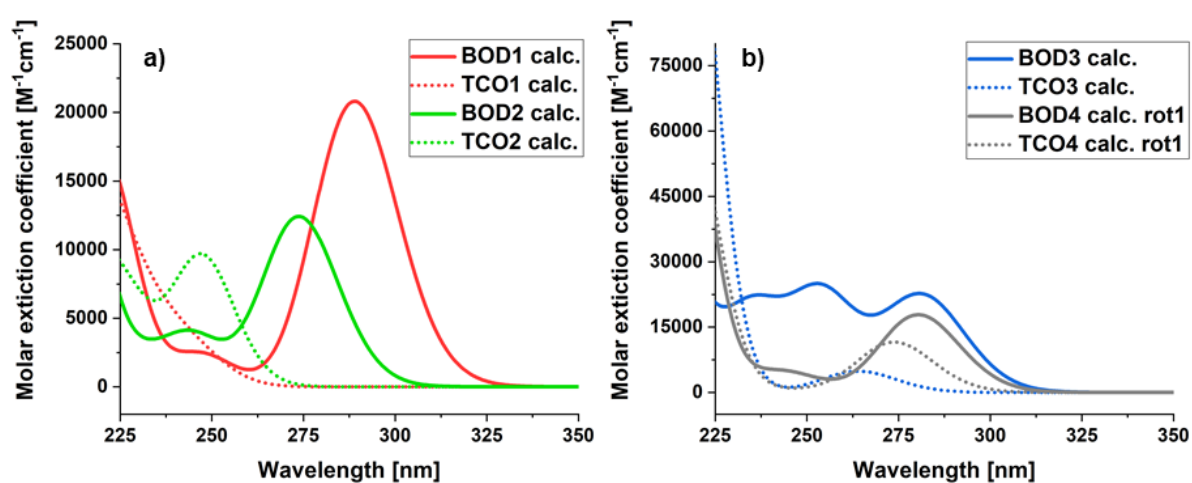 a)
BOD1 calc.
TCO1 calc.
BOD2 calc.
TCO2 calc.
Molar extiction coefficient [M⁻¹cm⁻¹]
25000
20000
15000
10000
5000
0
225 250 275 300 325 350
Wavelength [nm]
b)
BOD3 calc.
TCO3 calc.
BOD4 calc. rot1
TCO4 calc. rot1
Molar extiction coefficient [M⁻¹cm⁻¹]
75000
60000
45000
30000
15000
0
225 250 275 300 325 350
Wavelength [nm]